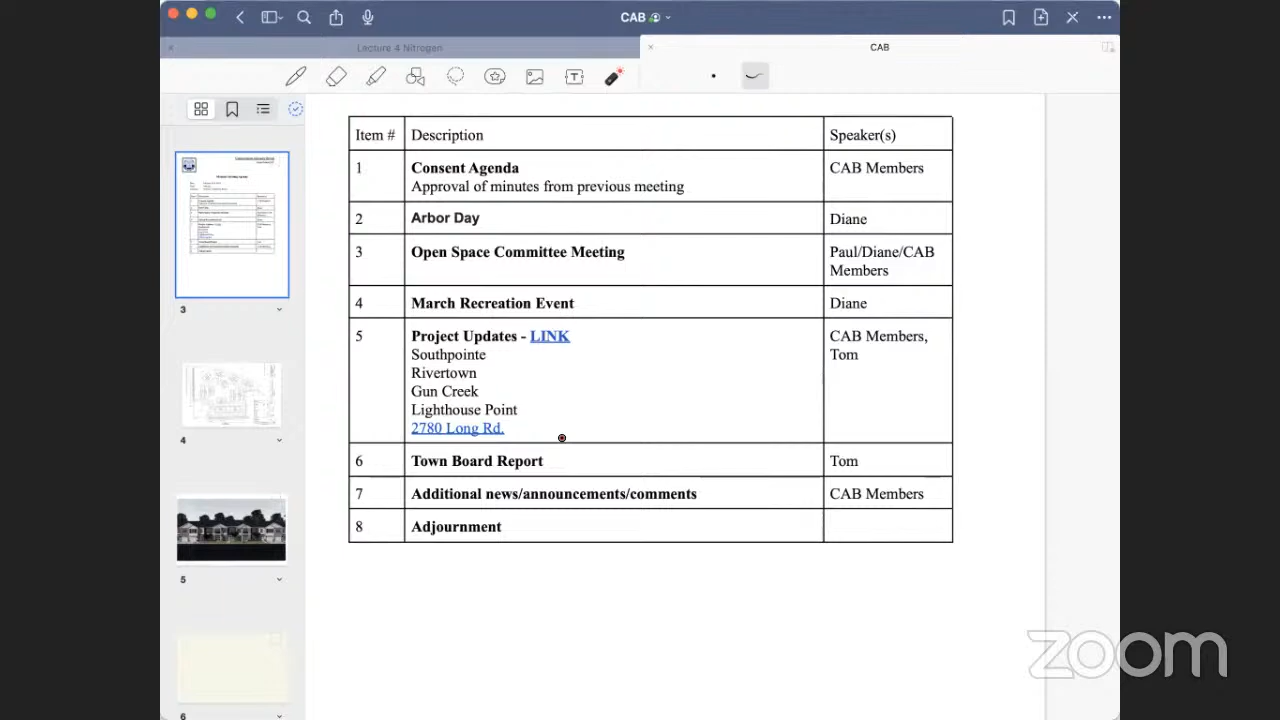 CAB
Lecture 4 Nitrogen
CAB
Item # Description Speaker(s)
1 Consent Agenda CAB Members
Approval of minutes from previous meeting
2 Arbor Day Diane
3 Open Space Committee Meeting Paul/Diane/CAB
Members
4 March Recreation Event Diane
5 Project Updates - LINK CAB Members,
Southpointe Tom
Rivertown
Gun Creek
Lighthouse Point
2780 Long Rd.
6 Town Board Report Tom
7 Additional news/announcements/comments CAB Members
8 Adjournment
3
4
5
6
zoom